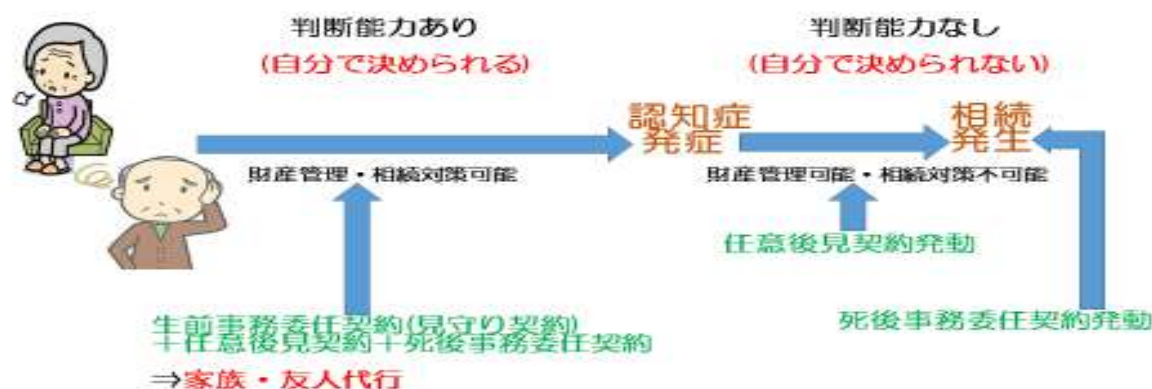 判断能力あり
(自分で決められる)
判断能力なし
(自分で決められない)
認知症
発症
相続
発生
財産管理・相続対策可能
財産管理可能・相続対策不可能
任意後見契約発動
生前事務委任契約(見守り契約)
+任意後見契約+死後事務委任契約
⇒家族・友人代行
死後事務委任契約発動